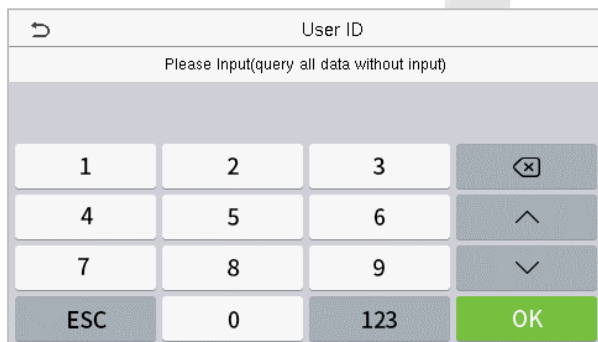 User ID
Please Input(query all data without input)
1 2 3
4 5 6
7 8 9
ESC 0 123 OK